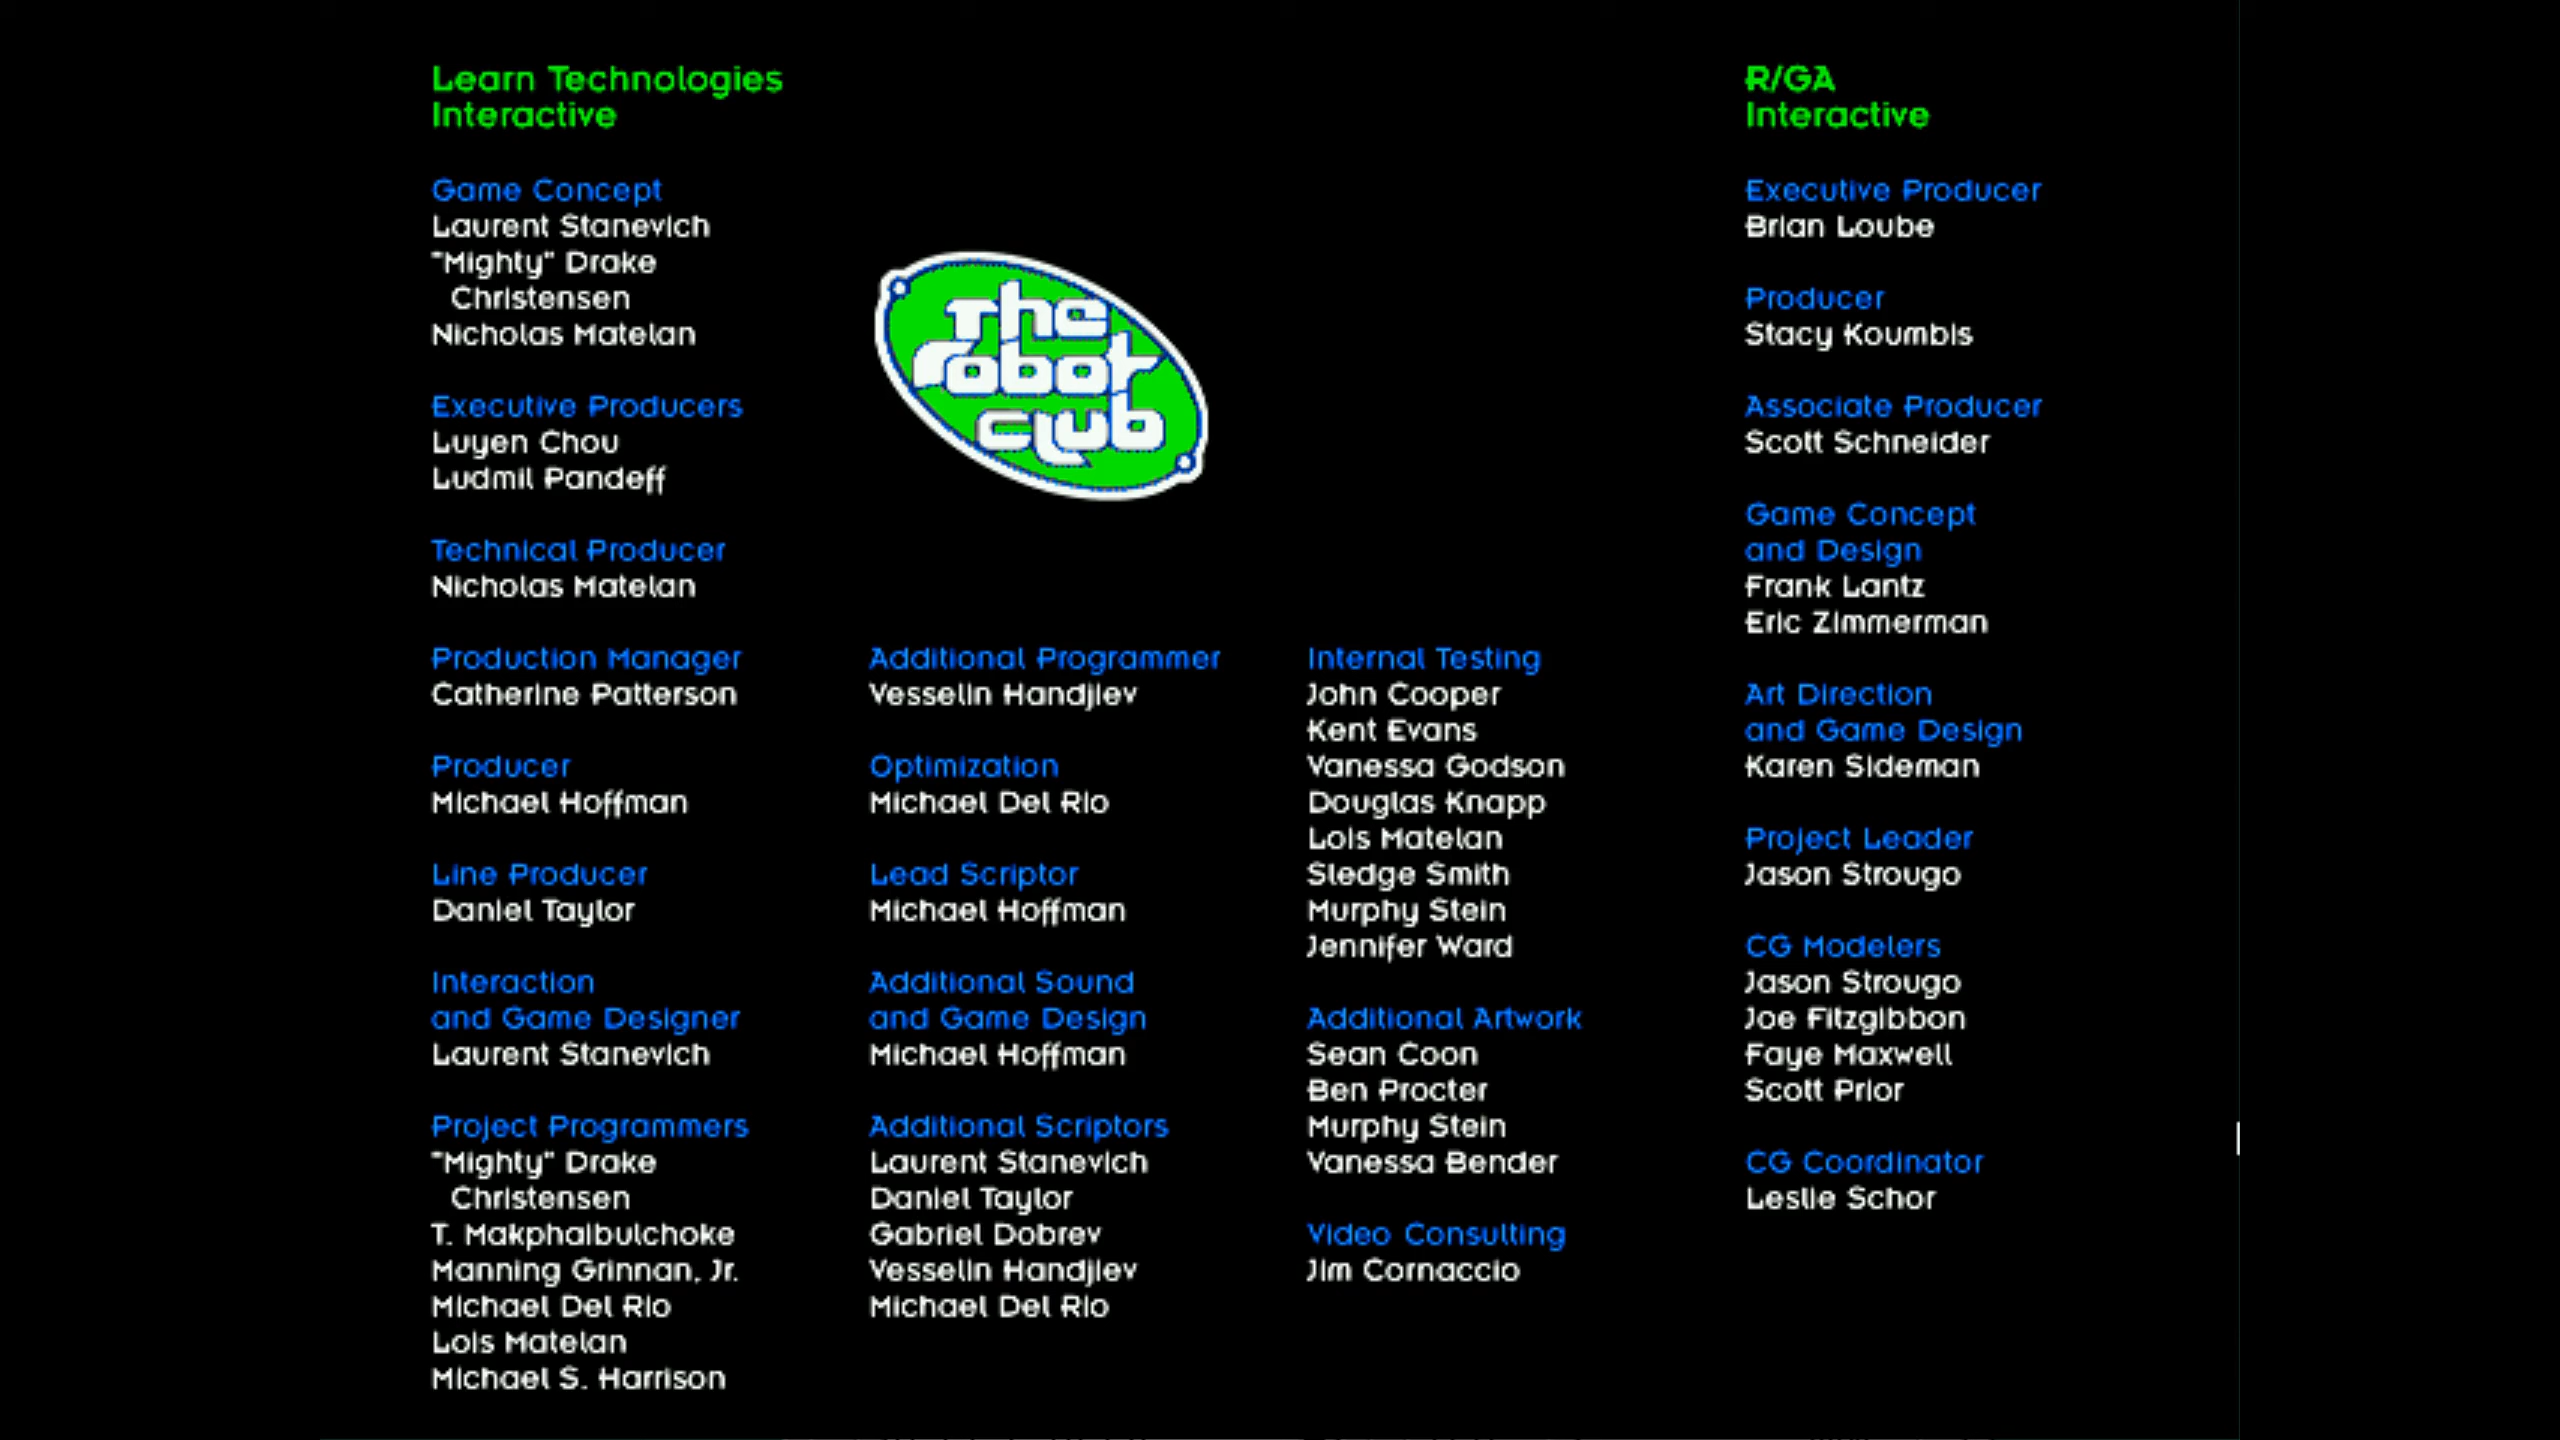 Learn Technologies
Interactive
Game Concept
Laurent Stanevich
"Mighty" Drake
Christensen
Nicholas Matelan
Executive Producers
Luyen Chou
Ludmil Pandeff
Technical Producer
Nicholas Matelan
Production Manager
Catherine Patterson
Producer
Michael Hoffman
Line Producer
Daniel Taylor
Interaction
and Game Designer
Laurent Stanevich
Project Programmers
"Mighty" Drake
Christensen
T. Makphaibulchoke
Manning Grinnan, Jr.
Michael Del Rio
Lois Matelan
Michael S. Harrison
The
Robot
Club
Additional Programmer
Vesselin Handjiev
Optimization
Michael Del Rio
Lead Scriptor
Michael Hoffman
Additional Sound
and Game Design
Michael Hoffman
Additional Scriptors
Laurent Stanevich
Daniel Taylor
Gabriel Dobrev
Vesselin Handjiev
Michael Del Rio
Internal Testing
John Cooper
Kent Evans
Vanessa Godson
Douglas Knapp
Lois Matelan
Sledge Smith
Murphy Stein
Jennifer Ward
Additional Artwork
Sean Coon
Ben Procter
Murphy Stein
Vanessa Bender
Video Consulting
Jim Cornaccio
R/GA
Interactive
Executive Producer
Brian Loube
Producer
Stacy Koumbis
Associate Producer
Scott Schneider
Game Concept
and Design
Frank Lantz
Eric Zimmerman
Art Direction
and Game Design
Karen Sideman
Project Leader
Jason Strougo
CG Modelers
Jason Strougo
Joe Fitzgibbon
Faye Maxwell
Scott Prior
CG Coordinator
Leslie Schor